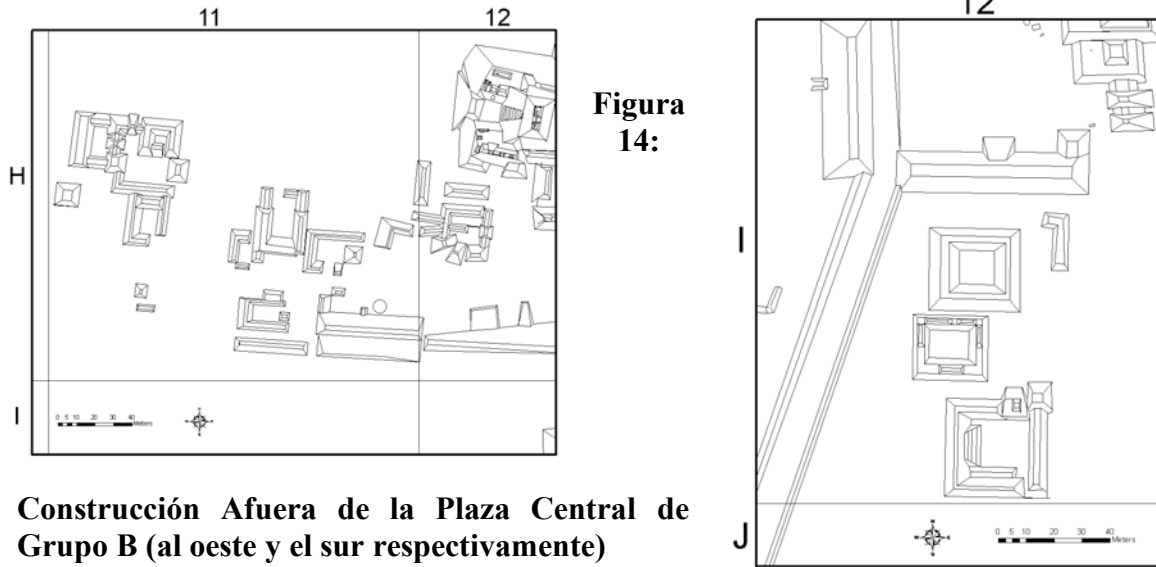 11 12
H
I
0 5 10 20 30 40
Meters
Figura
14:
12
I
J
0 5 10 20 30 40
Meters
Construcción Afuera de la Plaza Central de
Grupo B (al oeste y el sur respectivamente)